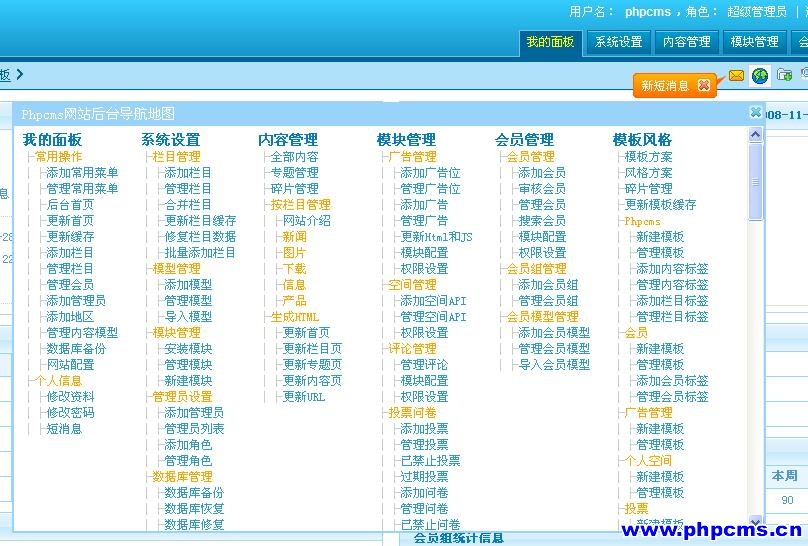 用户名： phpcms ，角色： 超级管理员 |
我的面板 系统设置 内容管理 模块管理
板
新短消息
Phpcms网站后台导航地图
08-11-
我的面板
常用操作
添加常用菜单
管理常用菜单
后台首页
更新首页
更新缓存
添加栏目
管理栏目
管理会员
添加管理员
添加地区
管理内容模型
数据库备份
网站配置
个人信息
修改资料
修改密码
短消息
系统设置
栏目管理
添加栏目
管理栏目
合并栏目
更新栏目缓存
修复栏目数据
批量添加栏目
模型管理
添加模型
管理模型
导入模型
模块管理
安装模块
管理模块
新建模块
管理员设置
添加管理员
管理员列表
添加角色
管理角色
数据库管理
数据库备份
数据库恢复
数据库修复
内容管理
全部内容
专题管理
碎片管理
按栏目管理
网站介绍
新闻
图片
下载
信息
产品
生成HTML
更新首页
更新栏目页
更新专题页
更新内容页
更新URL
模块管理
广告管理
添加广告位
管理广告位
添加广告
管理广告
更新Html和JS
模块配置
权限设置
空间管理
添加空间API
管理空间API
权限设置
评论管理
管理评论
模块配置
权限设置
投票问卷
添加投票
管理投票
已禁止投票
过期投票
添加问卷
管理问卷
已禁止问卷
会员管理
会员管理
添加会员
审核会员
管理会员
搜索会员
模块配置
权限设置
会员组管理
添加会员组
管理会员组
会员模型管理
添加会员模型
管理会员模型
导入会员模型
模板风格
模板方案
风格方案
碎片管理
更新模板缓存
Phpcms
新建模板
管理模板
添加内容标签
管理内容标签
添加栏目标签
管理栏目标签
会员
新建模板
管理模板
添加会员标签
管理会员标签
广告管理
新建模板
管理模板
个人空间
新建模板
管理模板
投票
新建模板
息
-28
22
本周
90
会员组统计信息
www.phpcms.cn